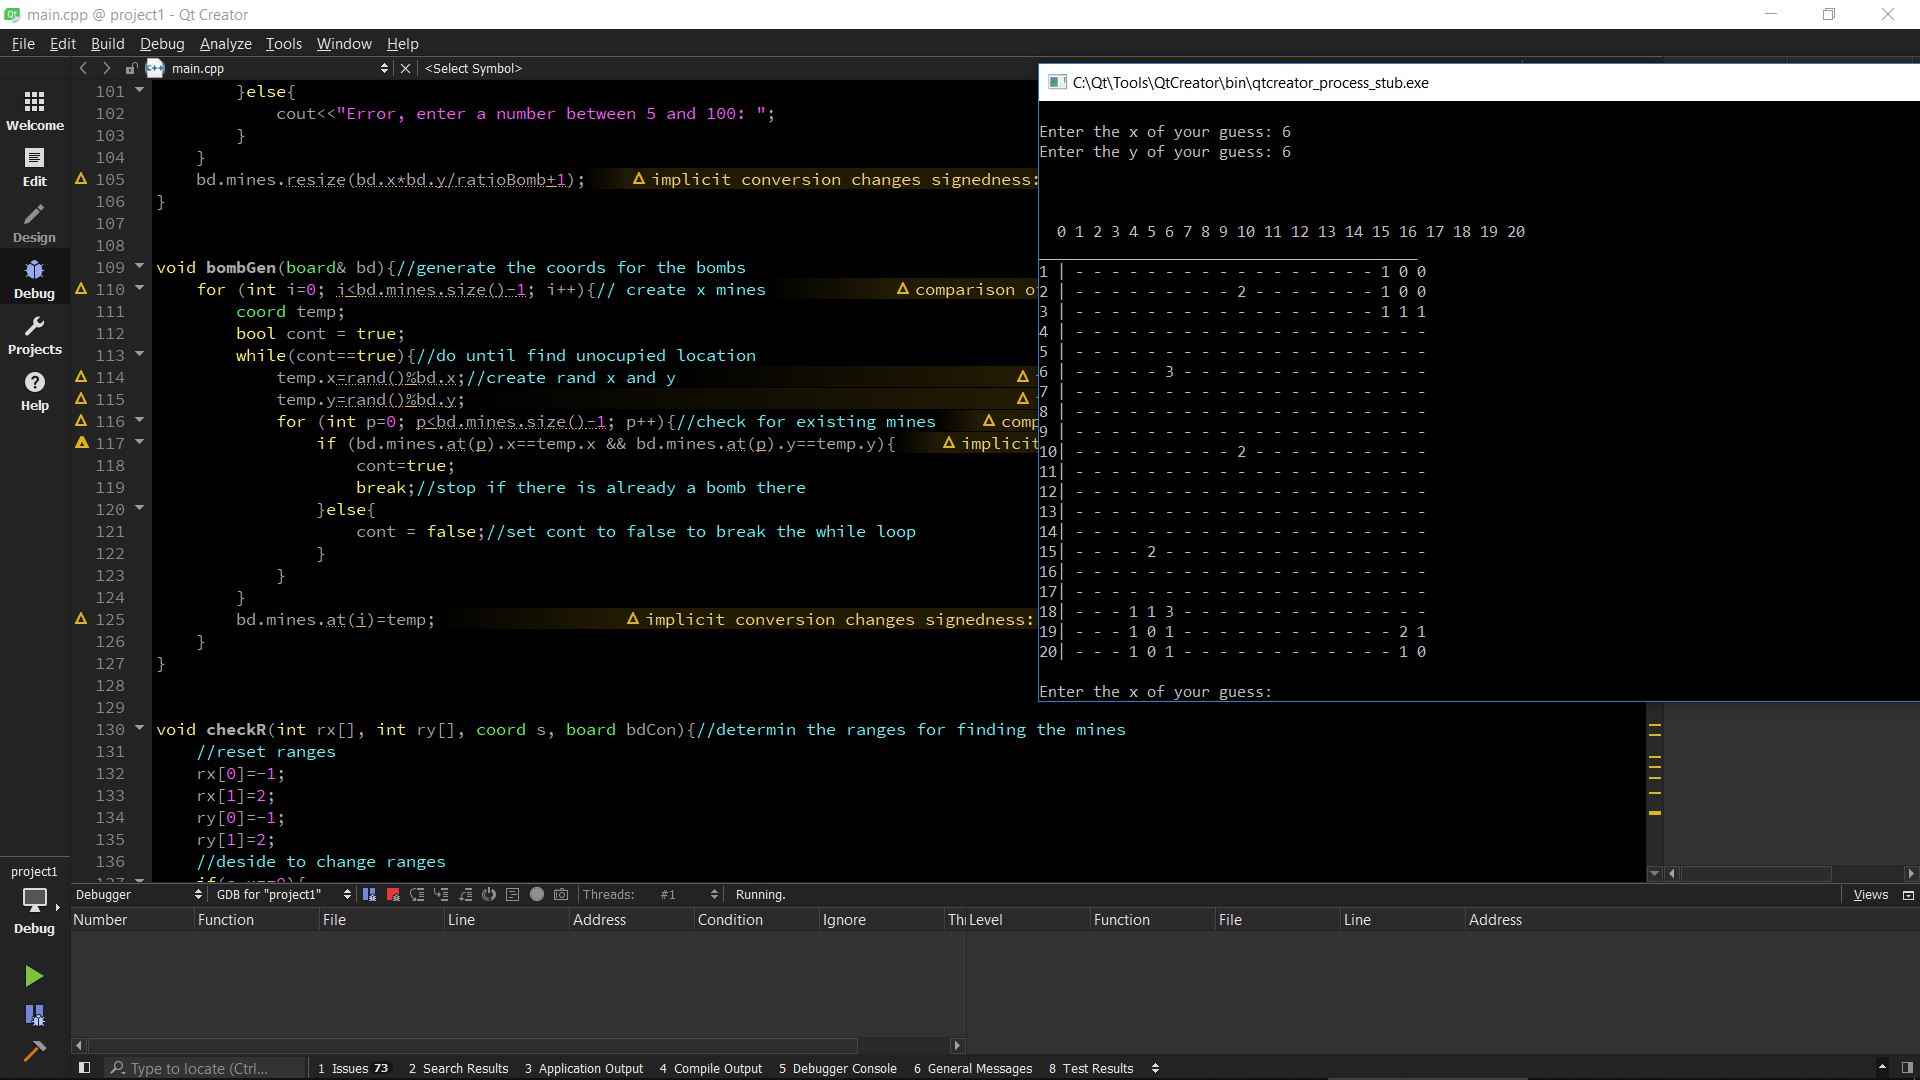 main.cpp @ project1 - Qt Creator
File Edit Build Debug Analyze Tools Window Help
main.cpp <Select Symbol>
Welcome
Edit
Design
Debug
Projects
Help
101 }else{
102 cout<<"Error, enter a number between 5 and 100: ";
103 }
104 }
105 bd.mines.resize(bd.x*bd.y/ratioBomb+1); implicit conversion changes signedness:
106 }
107
108
109 void bombGen(board& bd){//generate the coords for the bombs
110 for (int i=0; i<bd.mines.size()-1; i++){// create x mines comparison o
111 coord temp;
112 bool cont = true;
113 while(cont==true){//do until find unocupied location
114 temp.x=rand()%bd.x;//create rand x and y
115 temp.y=rand()%bd.y;
116 for (int p=0; p<bd.mines.size()-1; p++){//check for existing mines comp
117 if (bd.mines.at(p).x==temp.x && bd.mines.at(p).y==temp.y){ implicit
118 cont=true;
119 break;//stop if there is already a bomb there
120 }else{
121 cont = false;//set cont to false to break the while loop
122 }
123 }
124 }
125 bd.mines.at(i)=temp; implicit conversion changes signedness:
126 }
127 }
128
129
130 void checkR(int rx[], int ry[], coord s, board bdCon){//determin the ranges for finding the mines
131 //reset ranges
132 rx[0]=-1;
133 rx[1]=2;
134 ry[0]=-1;
135 ry[1]=2;
136 //deside to change ranges
C:\Qt\Tools\QtCreator\bin\qtcreator_process_stub.exe
Enter the x of your guess: 6
Enter the y of your guess: 6
0 1 2 3 4 5 6 7 8 9 10 11 12 13 14 15 16 17 18 19 20
1 | - - - - - - - - - - - - - - - - - 1 0 0
2 | - - - - - - - - - 2 - - - - - - - 1 0 0
3 | - - - - - - - - - - - - - - - - - 1 1 1
4 | - - - - - - - - - - - - - - - - - - - -
5 | - - - - - - - - - - - - - - - - - - - -
6 | - - - - - 3 - - - - - - - - - - - - - -
7 | - - - - - - - - - - - - - - - - - - - -
8 | - - - - - - - - - - - - - - - - - - - -
9 | - - - - - - - - - - - - - - - - - - - -
10| - - - - - - - - - 2 - - - - - - - - - -
11| - - - - - - - - - - - - - - - - - - - -
12| - - - - - - - - - - - - - - - - - - - -
13| - - - - - - - - - - - - - - - - - - - -
14| - - - - - - - - - - - - - - - - - - - -
15| - - - - 2 - - - - - - - - - - - - - - -
16| - - - - - - - - - - - - - - - - - - - -
17| - - - - - - - - - - - - - - - - - - - -
18| - - - 1 1 3 - - - - - - - - - - - - - -
19| - - - 1 0 1 - - - - - - - - - - - - 2 1
20| - - - 1 0 1 - - - - - - - - - - - - 1 0
Enter the x of your guess:
project1
Debug
Debugger GDB for "project1" Threads: #1 Running. Views
Number Function File Line Address Condition Ignore Thr Level Function File Line Address
Type to locate (Ctrl... 1 Issues 73 2 Search Results 3 Application Output 4 Compile Output 5 Debugger Console 6 General Messages 8 Test Results